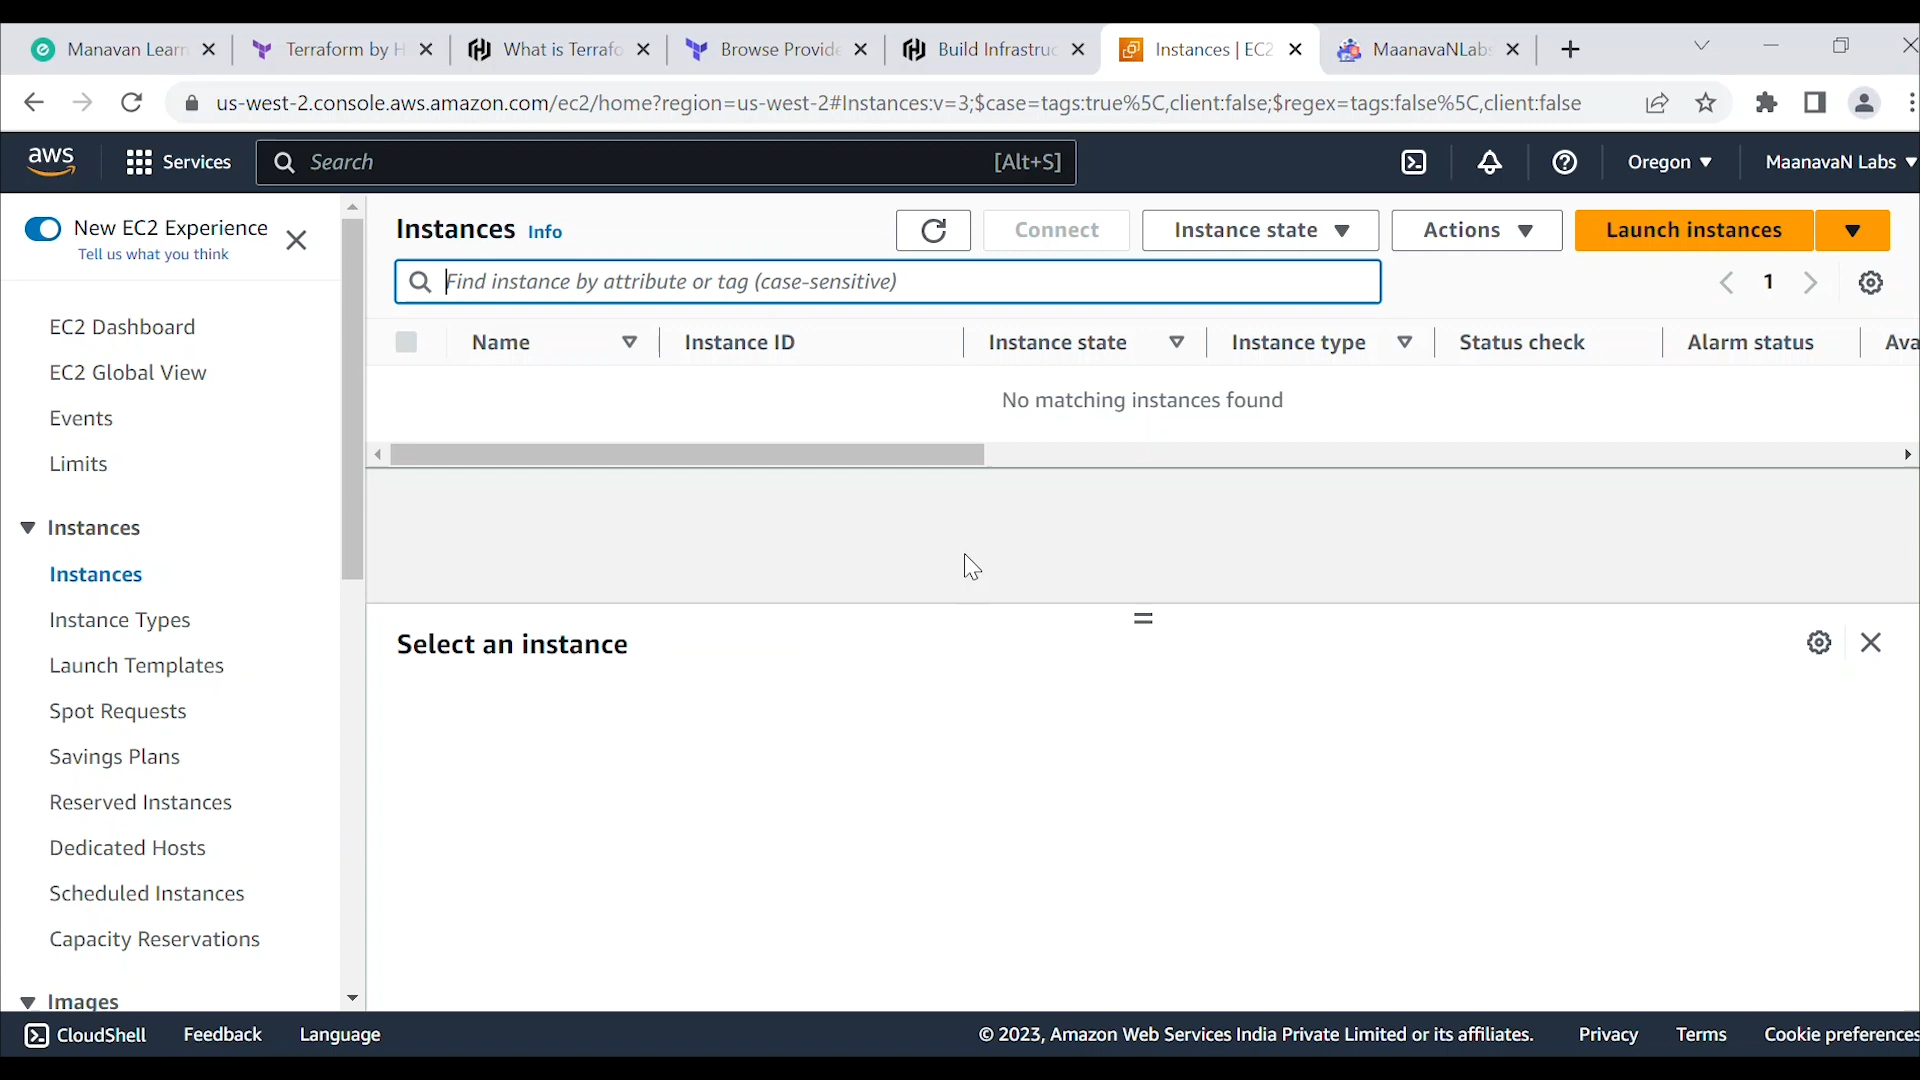 Manavan Learn
Terraform by H
What is Terrafo
Browse Provide
Build Infrastruc
Instances | EC2
MaanavaNLabs
us-west-2.console.aws.amazon.com/ec2/home?region=us-west-2#Instances:v=3;$case=tags:true%5C,client:false;$regex=tags:false%5C,client:false
aws
Services
Search
[Alt+S]
Oregon
MaanavaN Labs
New EC2 Experience
Tell us what you think
EC2 Dashboard
EC2 Global View
Events
Limits
Instances
Instances
Instance Types
Launch Templates
Spot Requests
Savings Plans
Reserved Instances
Dedicated Hosts
Scheduled Instances
Capacity Reservations
Images
Instances Info
Connect
Instance state
Actions
Launch instances
Find instance by attribute or tag (case-sensitive)
1
Name
Instance ID
Instance state
Instance type
Status check
Alarm status
Ava
No matching instances found
Select an instance
CloudShell
Feedback
Language
© 2023, Amazon Web Services India Private Limited or its affiliates.
Privacy
Terms
Cookie preferences